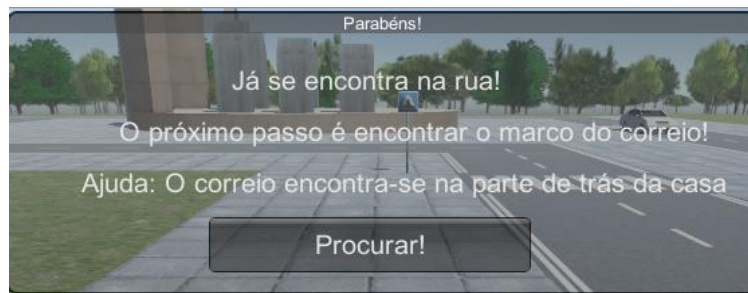 Parabéns!
Já se encontra na rua!
O próximo passo é encontrar o marco do correio!
Ajuda: O correio encontra-se na parte de trás da casa
Procurar!